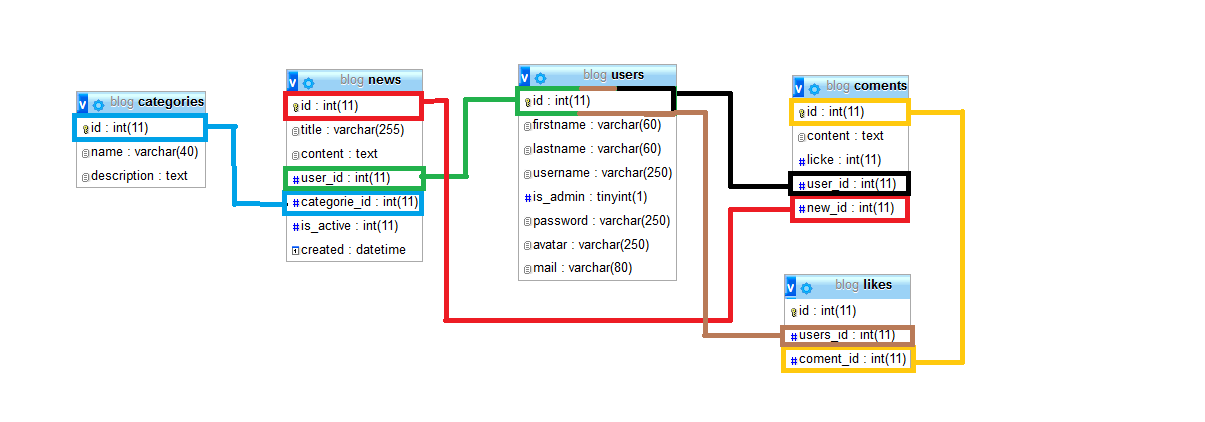 blog categories
id : int(11)
name : varchar(40)
description : text
blog news
id : int(11)
title : varchar(255)
content : text
#user_id : int(11)
#categorie_id : int(11)
#is_active : int(11)
created : datetime
blog users
id : int(11)
firstname : varchar(60)
lastname : varchar(60)
username : varchar(250)
#is_admin : tinyint(1)
password : varchar(250)
avatar : varchar(250)
mail : varchar(80)
blog coments
id : int(11)
content : text
#licke : int(11)
#user_id : int(11)
#new_id : int(11)
blog likes
id : int(11)
#users_id : int(11)
#coment_id : int(11)